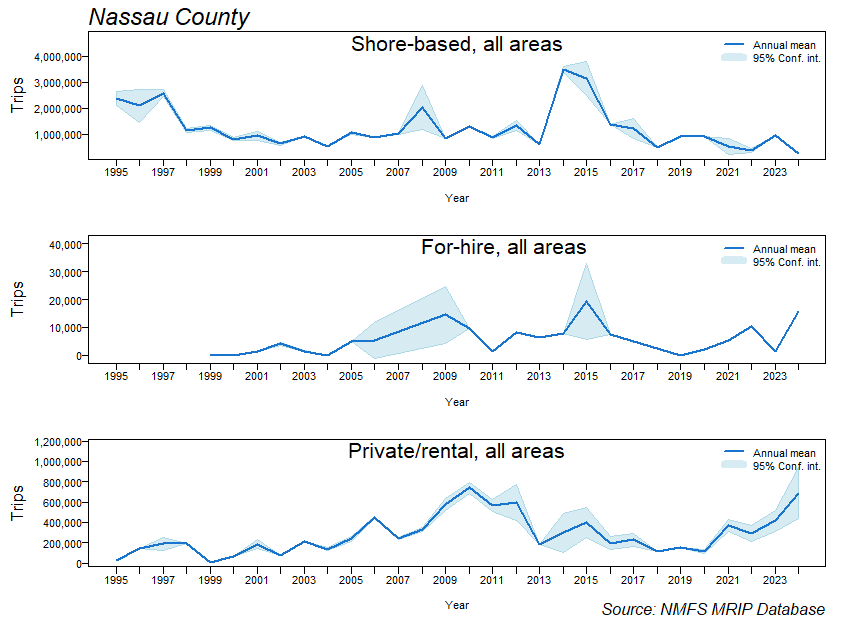 Nassau County
Shore-based, all areas
Annual mean
95% Conf. int.
Trips
4,000,000
3,000,000
2,000,000
1,000,000
1995 1997 1999 2001 2003 2005 2007 2009 2011 2013 2015 2017 2019 2021 2023
Year
For-hire, all areas
Annual mean
95% Conf. int.
Trips
40,000
30,000
20,000
10,000
0
1995 1997 1999 2001 2003 2005 2007 2009 2011 2013 2015 2017 2019 2021 2023
Year
Private/rental, all areas
Annual mean
95% Conf. int.
Trips
1,200,000
1,000,000
800,000
600,000
400,000
200,000
0
1995 1997 1999 2001 2003 2005 2007 2009 2011 2013 2015 2017 2019 2021 2023
Year
Source: NMFS MRIP Database